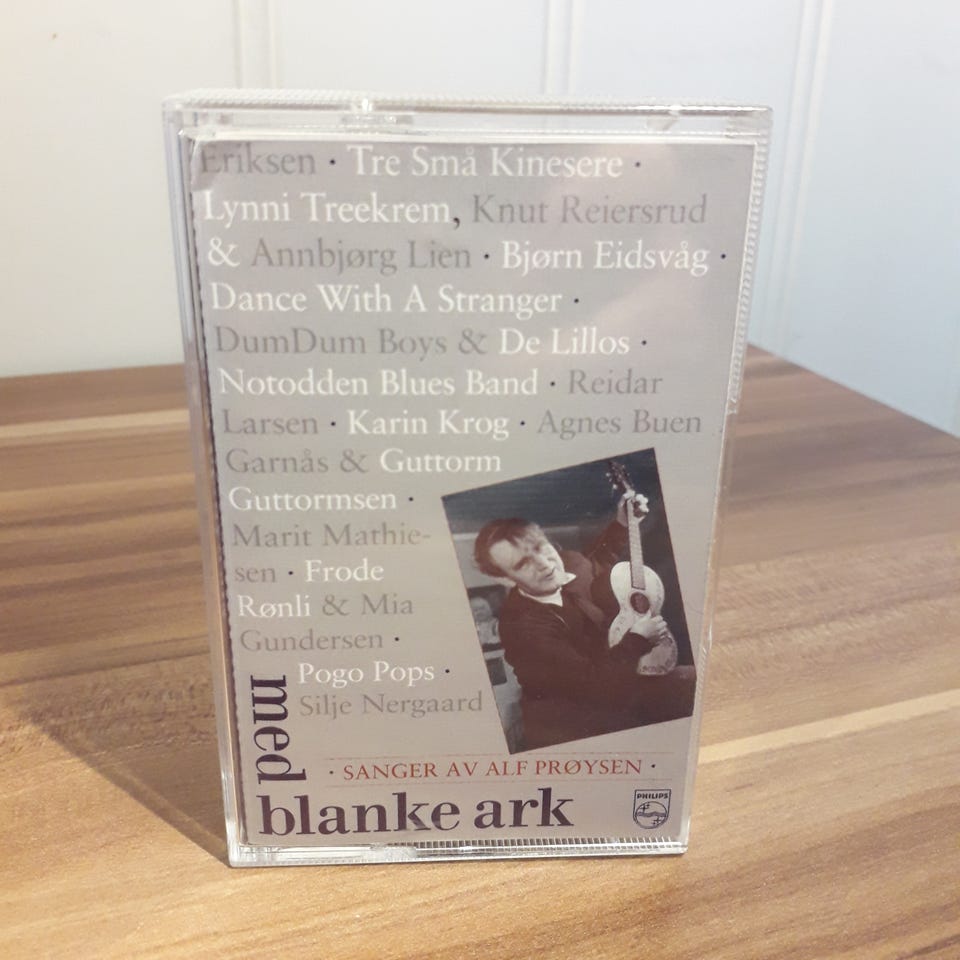 Eriksen · Tre Små Kinesere ·
Lynni Treekrem, Knut Reiersrud
& Annbjørg Lien · Bjørn Eidsvåg ·
Dance With A Stranger ·
DumDum Boys & De Lillos ·
Notodden Blues Band · Reidar
Larsen · Karin Krog · Agnes Buen
Garnås & Guttorm
Guttormsen ·
Marit Mathie-
sen · Frode
Rønli & Mia
Gundersen ·
Pogo Pops ·
Silje Nergaard
· SANGER AV ALF PRØYSEN ·
med
blanke ark
PHILIPS